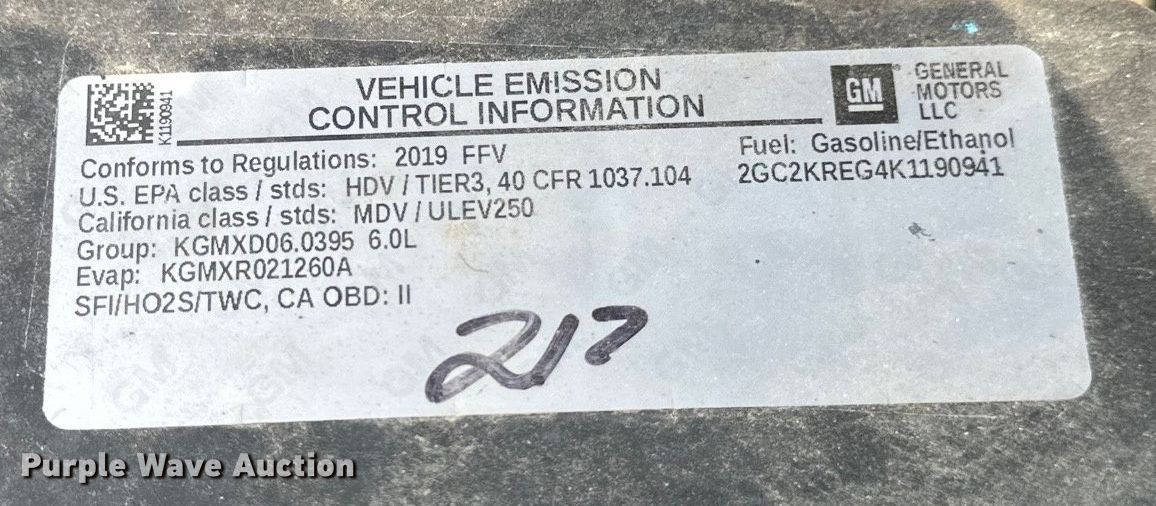 K1190941
VEHICLE EMISSION
CONTROL INFORMATION
GM
GENERAL
MOTORS
LLC
Conforms to Regulations: 2019 FFV
Fuel: Gasoline/Ethanol
U.S. EPA class / stds: HDV / TIER3, 40 CFR 1037.104
2GC2KREG4K1190941
California class / stds: MDV / ULEV250
Group: KGMXD06.0395 6.0L
Evap: KGMXR021260A
SFI/HO2S/TWC, CA OBD: II
217
Purple Wave Auction